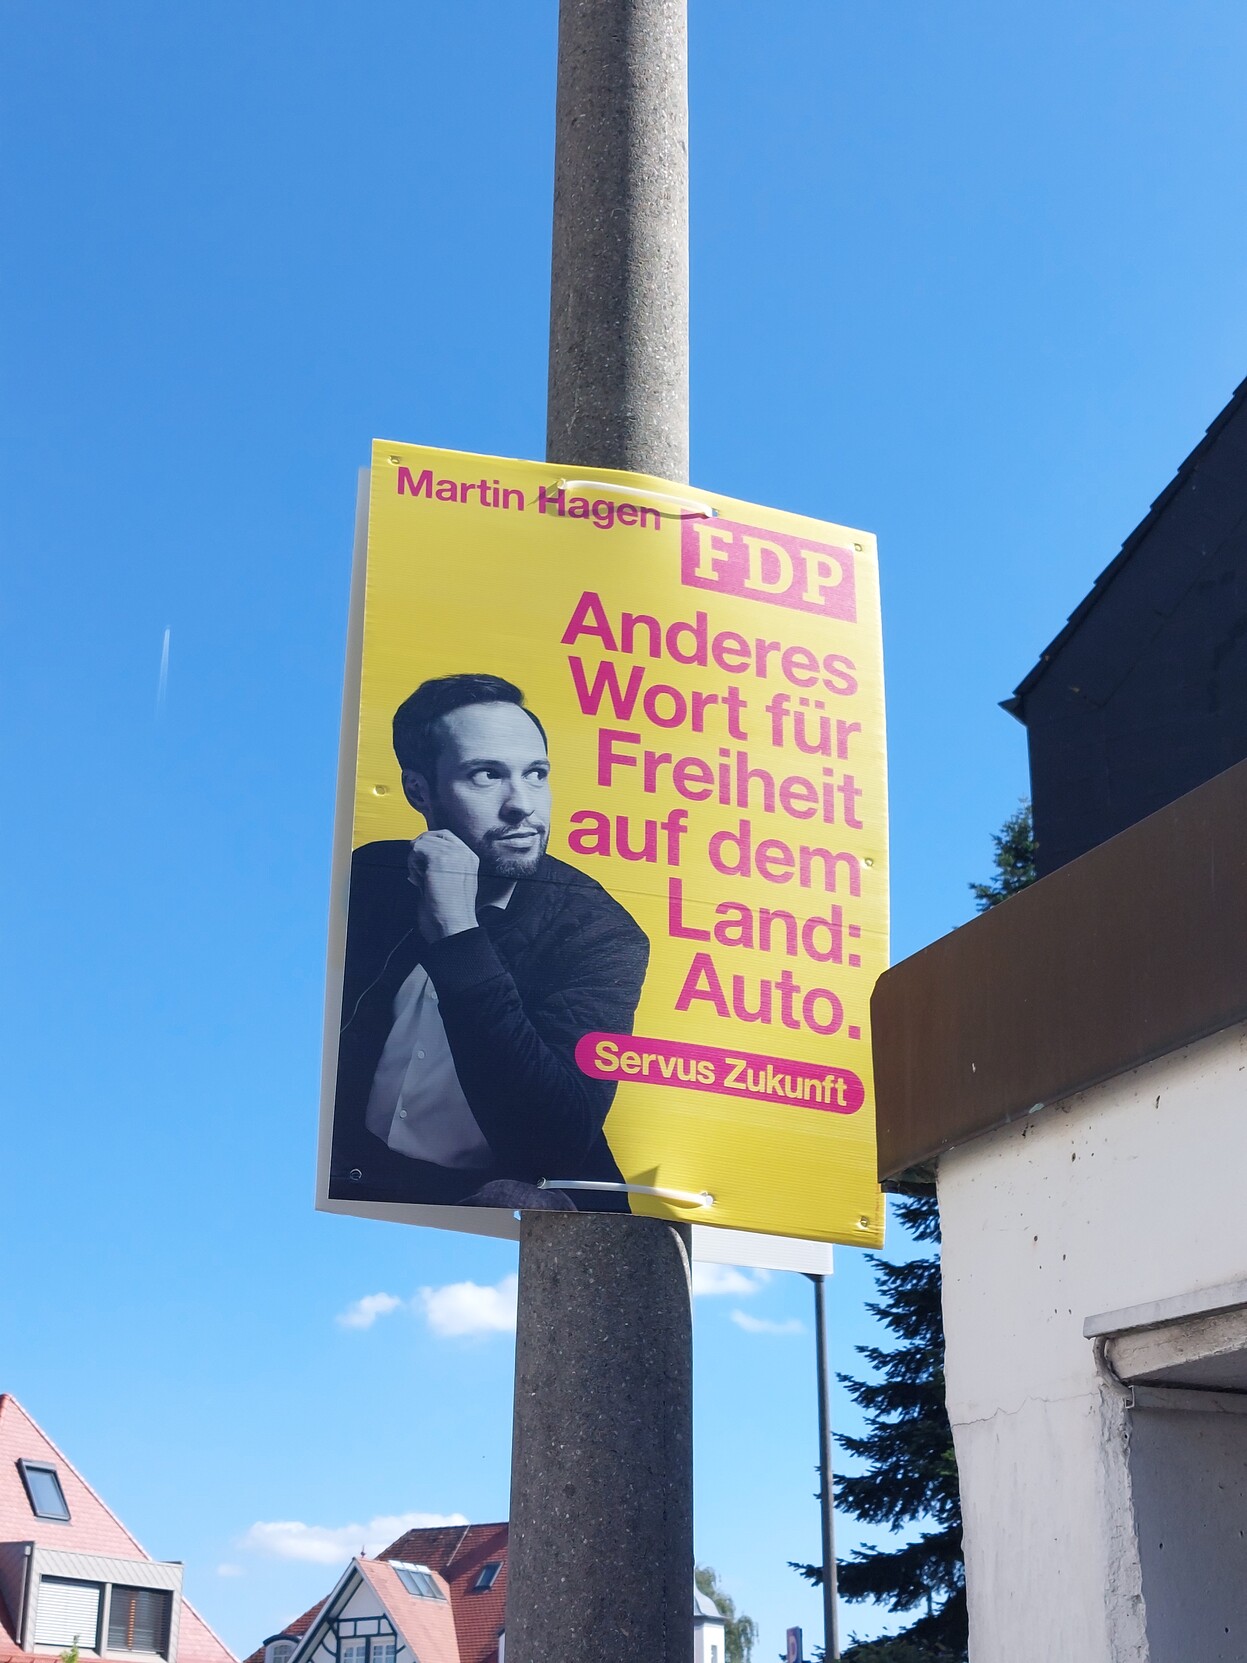 Martin Hagen
FDP
Anderes
Wort für
Freiheit
auf dem
Land:
Auto.
Servus Zukunft